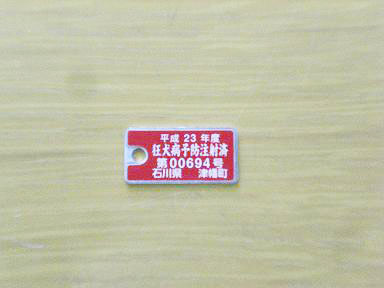 平成 23 年度
狂犬病予防注射済
第00694号
石川県 津幡町